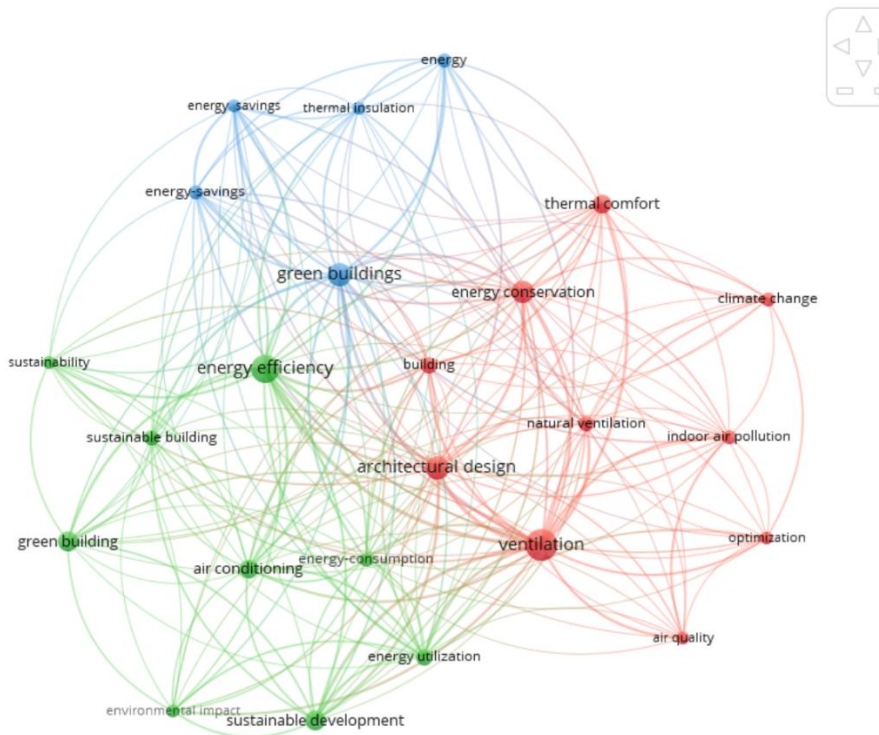 energy
energy savings
thermal insulation
energy-savings
thermal comfort
green buildings
energy conservation
climate change
sustainability
energy efficiency
building
natural ventilation
indoor air pollution
sustainable building
architectural design
green building
ventilation
optimization
air conditioning
energy-consumption
air quality
energy utilization
environmental impact
sustainable development